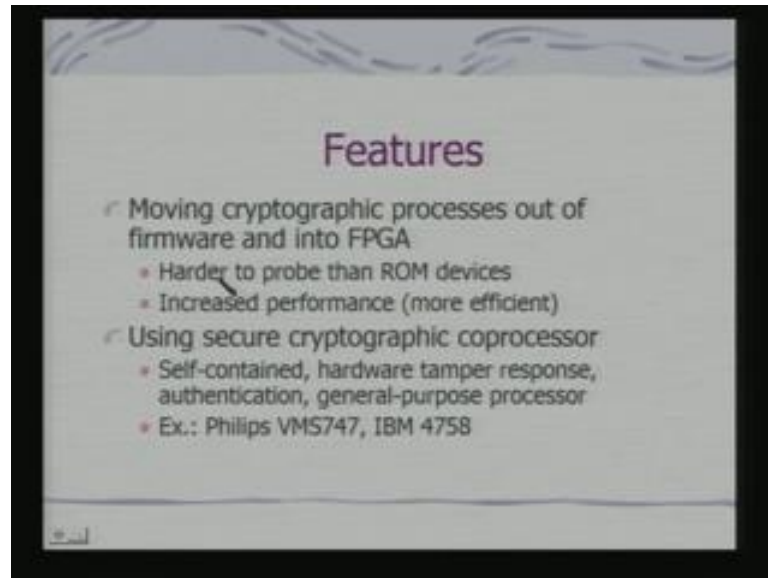 Features
Moving cryptographic processes out of
firmware and into FPGA
Harder to probe than ROM devices
Increased performance (more efficient)
Using secure cryptographic coprocessor
Self-contained, hardware tamper response,
authentication, general-purpose processor
Ex.: Philips VMS747, IBM 4758